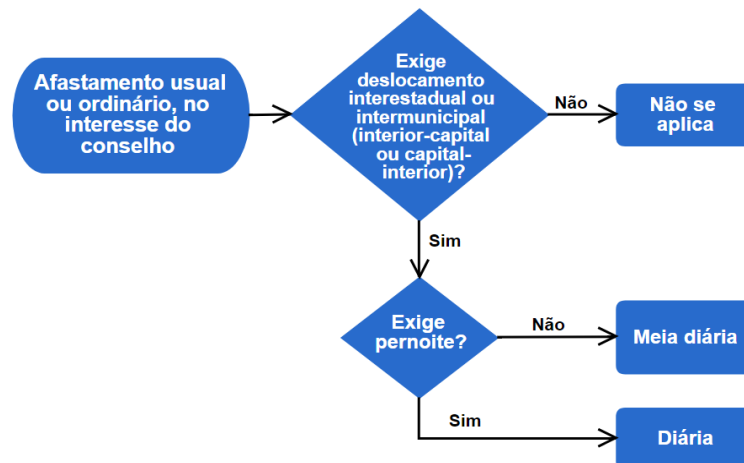 Afastamento usual
ou ordinário, no
interesse do
conselho
Exige
deslocamento
interestadual ou
intermunicipal
(interior-capital
ou capital-
interior)?
Não
Não se
aplica
Sim
Exige
pernoite?
Não
Meia diária
Sim
Diária